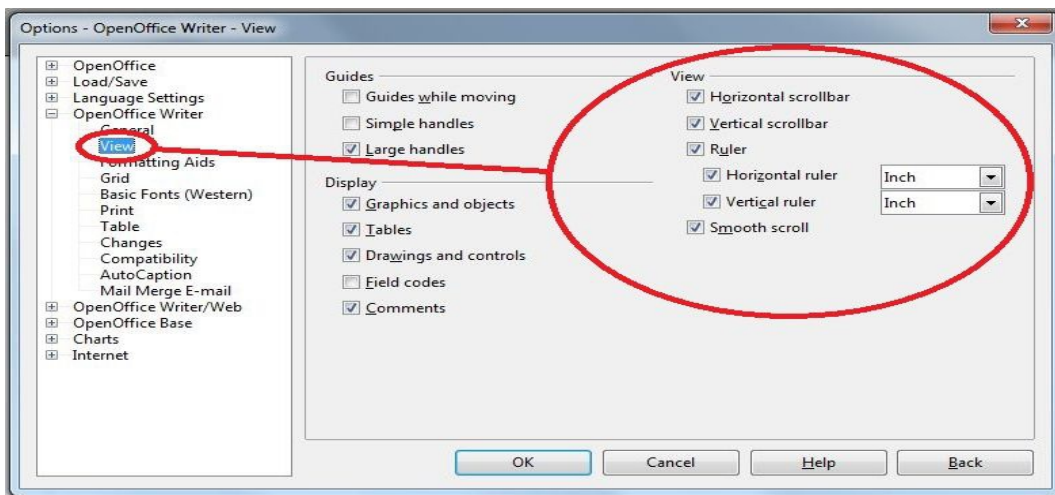 Options - OpenOffice Writer - View
OpenOffice
Load/Save
Language Settings
OpenOffice Writer
General
View
Formatting Aids
Grid
Basic Fonts (Western)
Print
Table
Changes
Compatibility
AutoCaption
Mail Merge E-mail
OpenOffice Writer/Web
OpenOffice Base
Charts
Internet
Guides
Guides while moving
Simple handles
Large handles
Display
Graphics and objects
Tables
Drawings and controls
Field codes
Comments
View
Horizontal scrollbar
Vertical scrollbar
Ruler
Horizontal ruler Inch
Vertical ruler Inch
Smooth scroll
OK Cancel Help Back